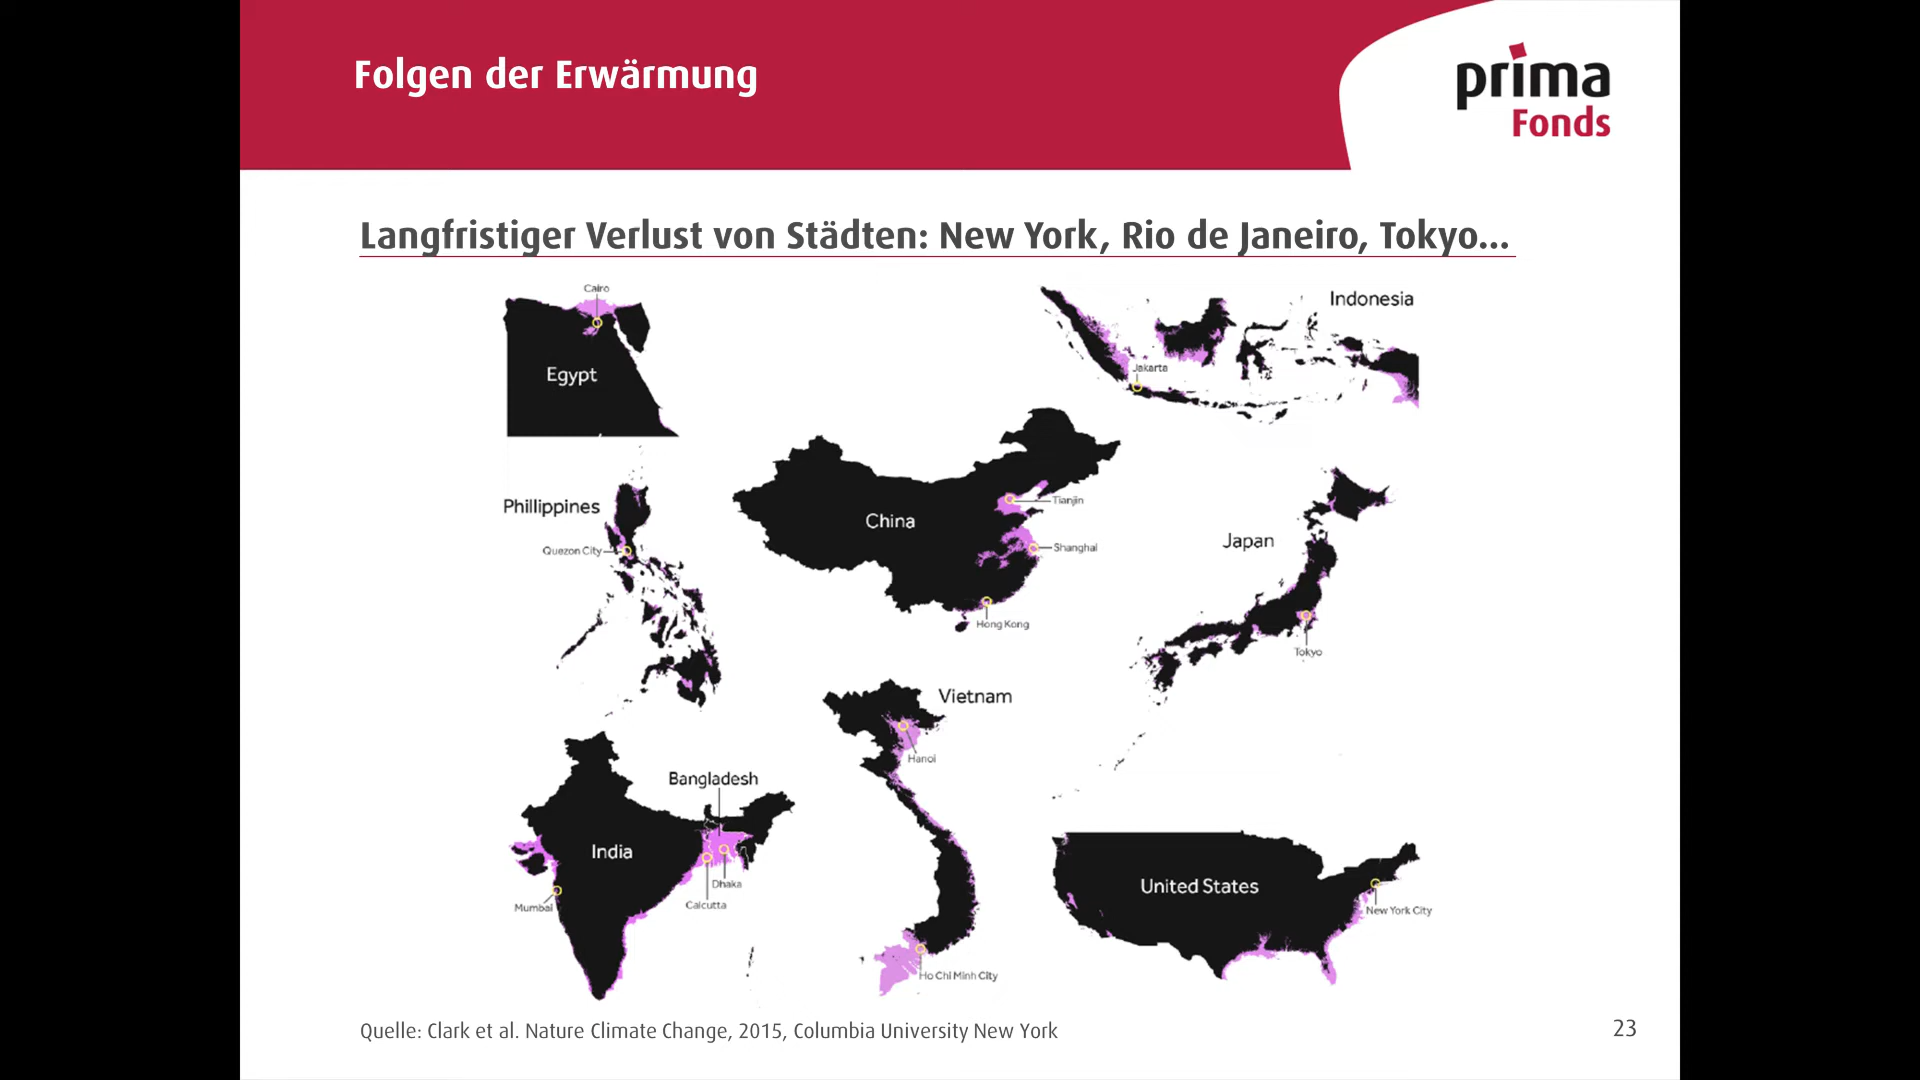 Folgen der Erwärmung
prima
Fonds
Langfristiger Verlust von Städten: New York, Rio de Janeiro, Tokyo...
Cairo
Egypt
Indonesia
Jakarta
Phillippines
Quezon City
China
Tianjin
Shanghai
Hong Kong
Japan
Tokyo
Vietnam
Hanoi
Ho Chi Minh City
Bangladesh
India
Dhaka
Calcutta
Mumbai
United States
New York City
Quelle: Clark et al. Nature Climate Change, 2015, Columbia University New York
23